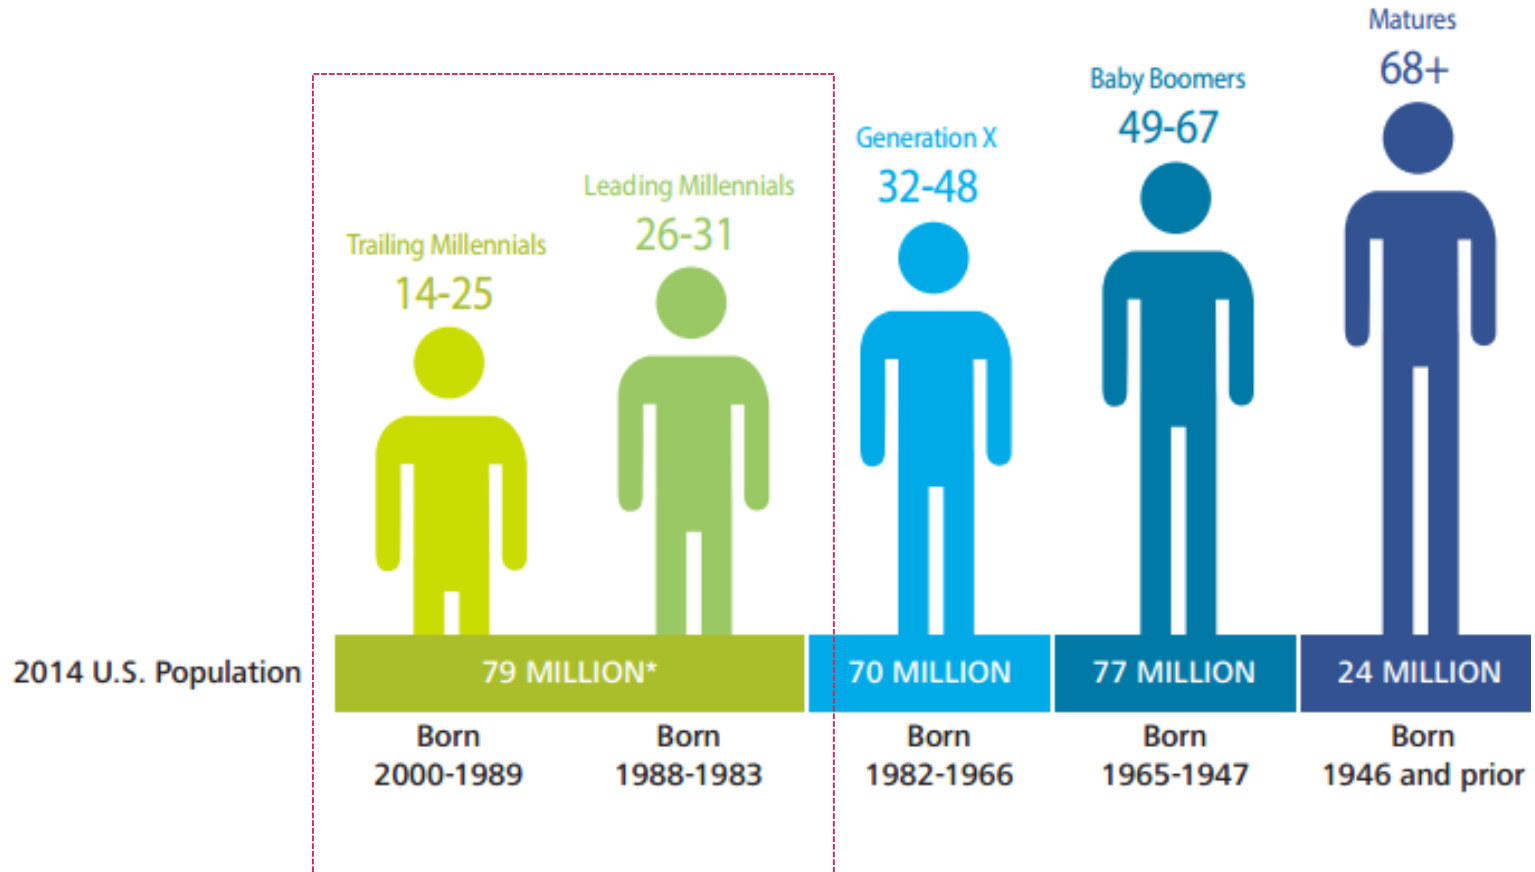 Matures
68+
Baby Boomers
49-67
Generation X
32-48
Leading Millennials
26-31
Trailing Millennials
14-25
2014 U.S. Population
79 MILLION*
70 MILLION
77 MILLION
24 MILLION
Born
2000-1989
Born
1988-1983
Born
1982-1966
Born
1965-1947
Born
1946 and prior